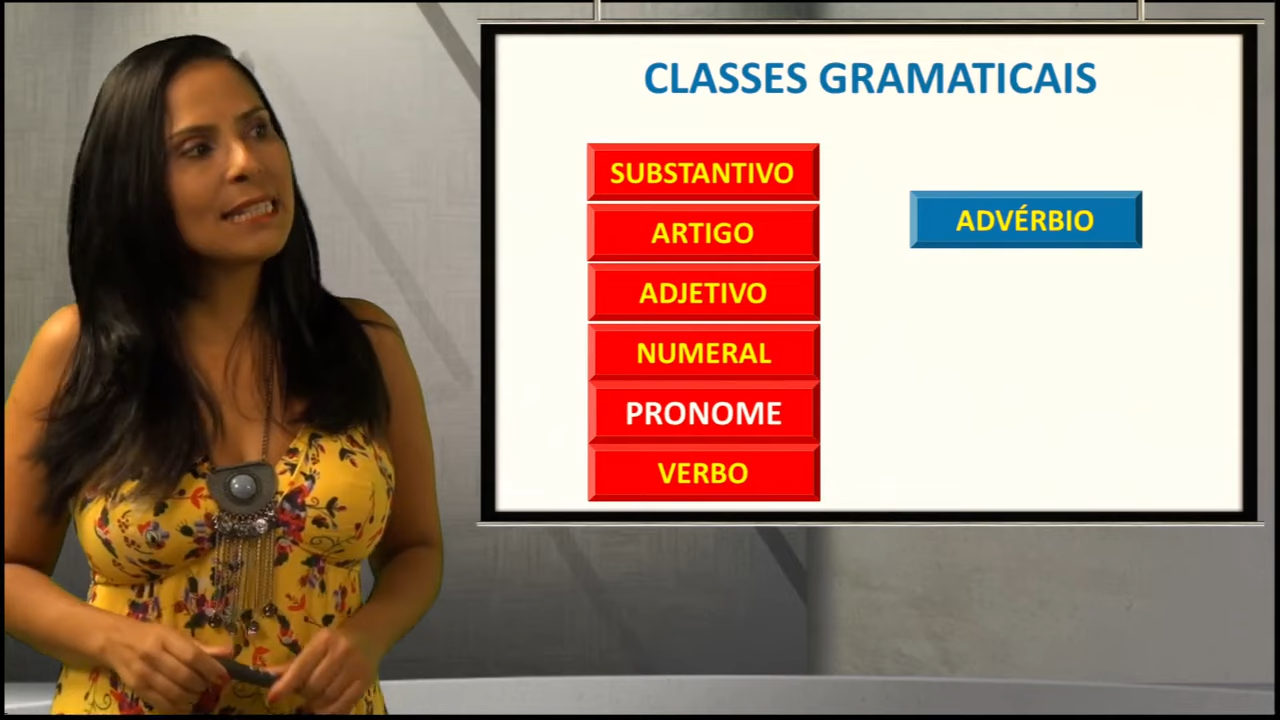 CLASSES GRAMATICAIS
SUBSTANTIVO
ARTIGO
ADJETIVO
NUMERAL
PRONOME
VERBO
ADVÉRBIO